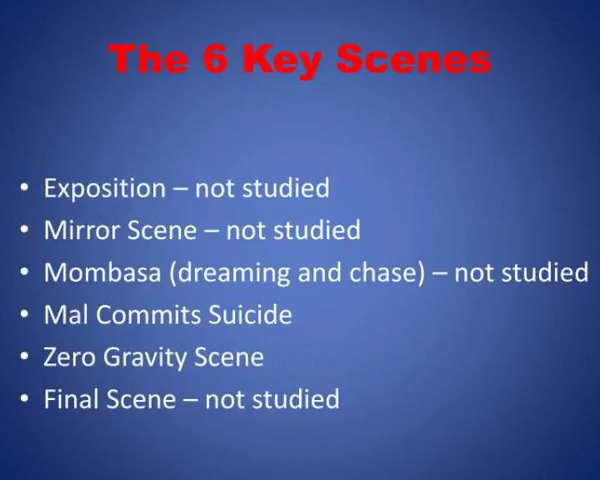 The 6 Key Scenes
• Exposition – not studied
• Mirror Scene – not studied
• Mombasa (dreaming and chase) – not studied
• Mal Commits Suicide
• Zero Gravity Scene
• Final Scene – not studied